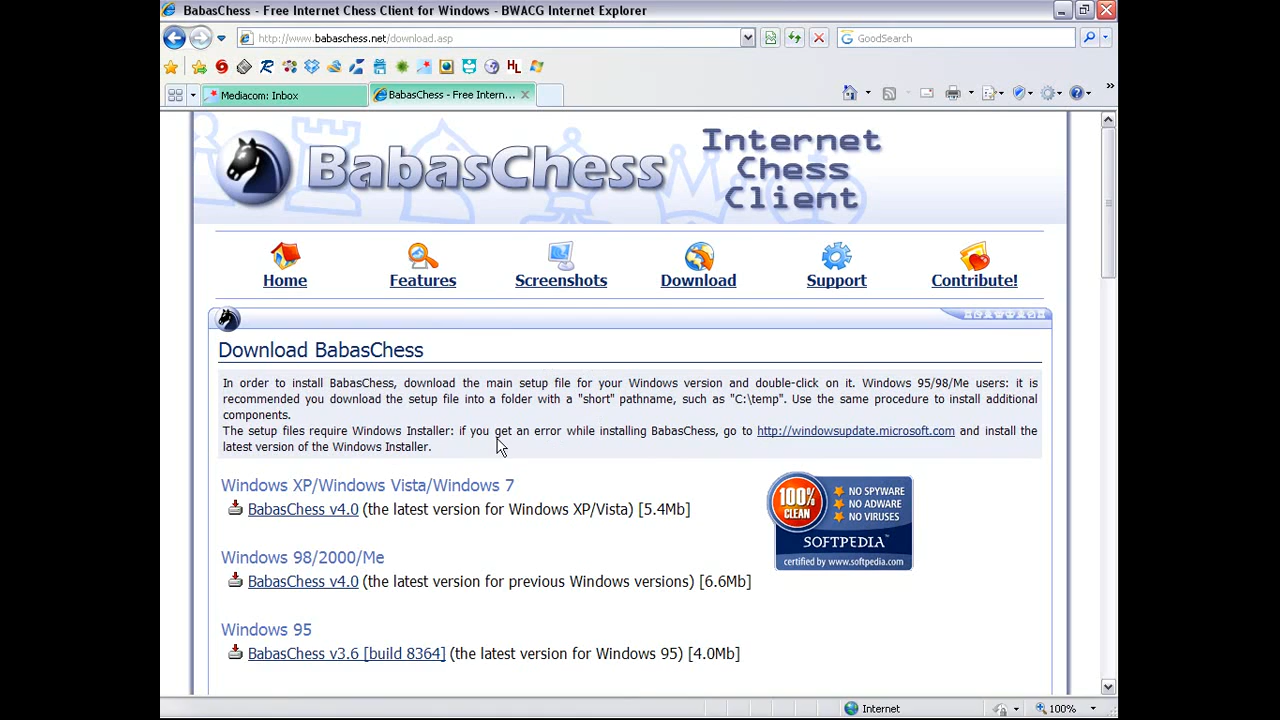 BabasChess - Free Internet Chess Client for Windows - BWACG Internet Explorer
http://www.babaschess.net/download.asp
GoodSearch
HL
Mediacom: Inbox
BabasChess - Free Intern...
BabasChess
Internet
Chess
Client
Home
Features
Screenshots
Download
Support
Contribute!
Download BabasChess
In order to install BabasChess, download the main setup file for your Windows version and double-click on it. Windows 95/98/Me users: it is
recommended you download the setup file into a folder with a "short" pathname, such as "C:\temp". Use the same procedure to install additional
components.
The setup files require Windows Installer: if you get an error while installing BabasChess, go to http://windowsupdate.microsoft.com and install the
latest version of the Windows Installer.
Windows XP/Windows Vista/Windows 7
BabasChess v4.0 (the latest version for Windows XP/Vista) [5.4Mb]
100% CLEAN
NO SPYWARE
NO ADWARE
NO VIRUSES
SOFTPEDIA™
certified by www.softpedia.com
Windows 98/2000/Me
BabasChess v4.0 (the latest version for previous Windows versions) [6.6Mb]
Windows 95
BabasChess v3.6 [build 8364] (the latest version for Windows 95) [4.0Mb]
Internet
100%